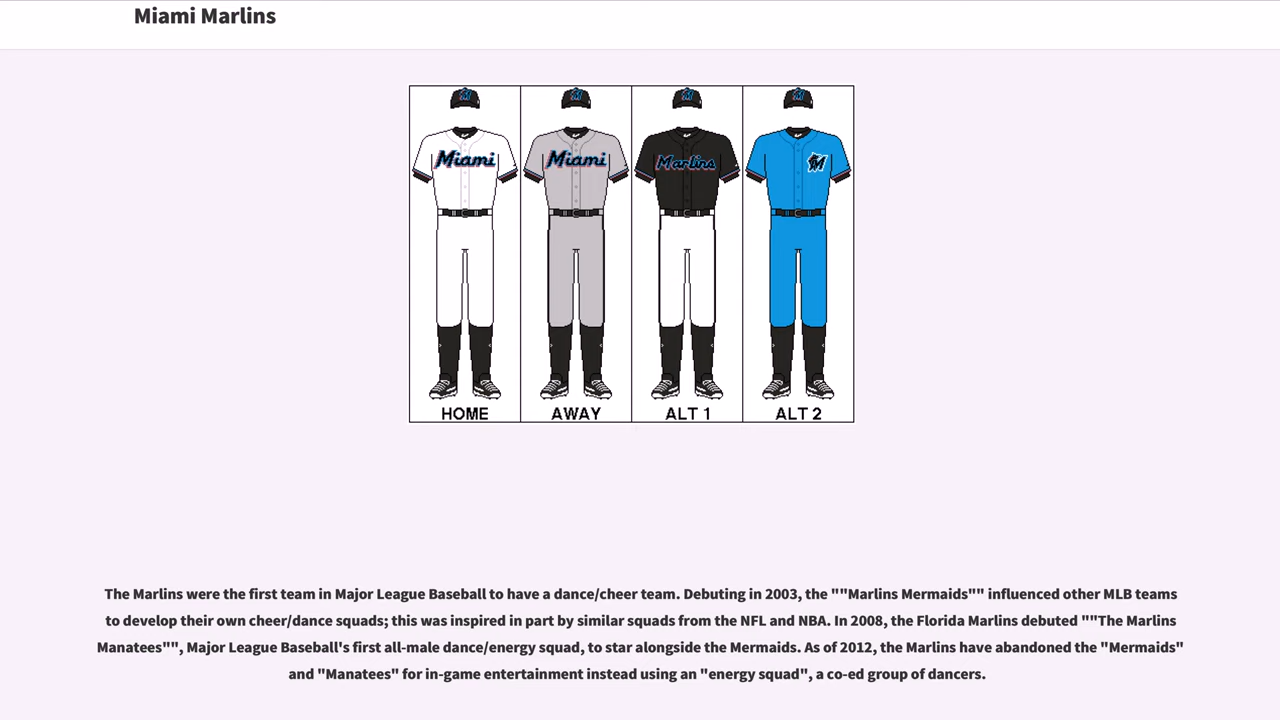 Miami Marlins
Miami Miami Marlins M
HOME AWAY ALT 1 ALT 2
The Marlins were the first team in Major League Baseball to have a dance/cheer team. Debuting in 2003, the ""Marlins Mermaids"" influenced other MLB teams
to develop their own cheer/dance squads; this was inspired in part by similar squads from the NFL and NBA. In 2008, the Florida Marlins debuted ""The Marlins
Manatees"", Major League Baseball's first all-male dance/energy squad, to star alongside the Mermaids. As of 2012, the Marlins have abandoned the "Mermaids"
and "Manatees" for in-game entertainment instead using an "energy squad", a co-ed group of dancers.